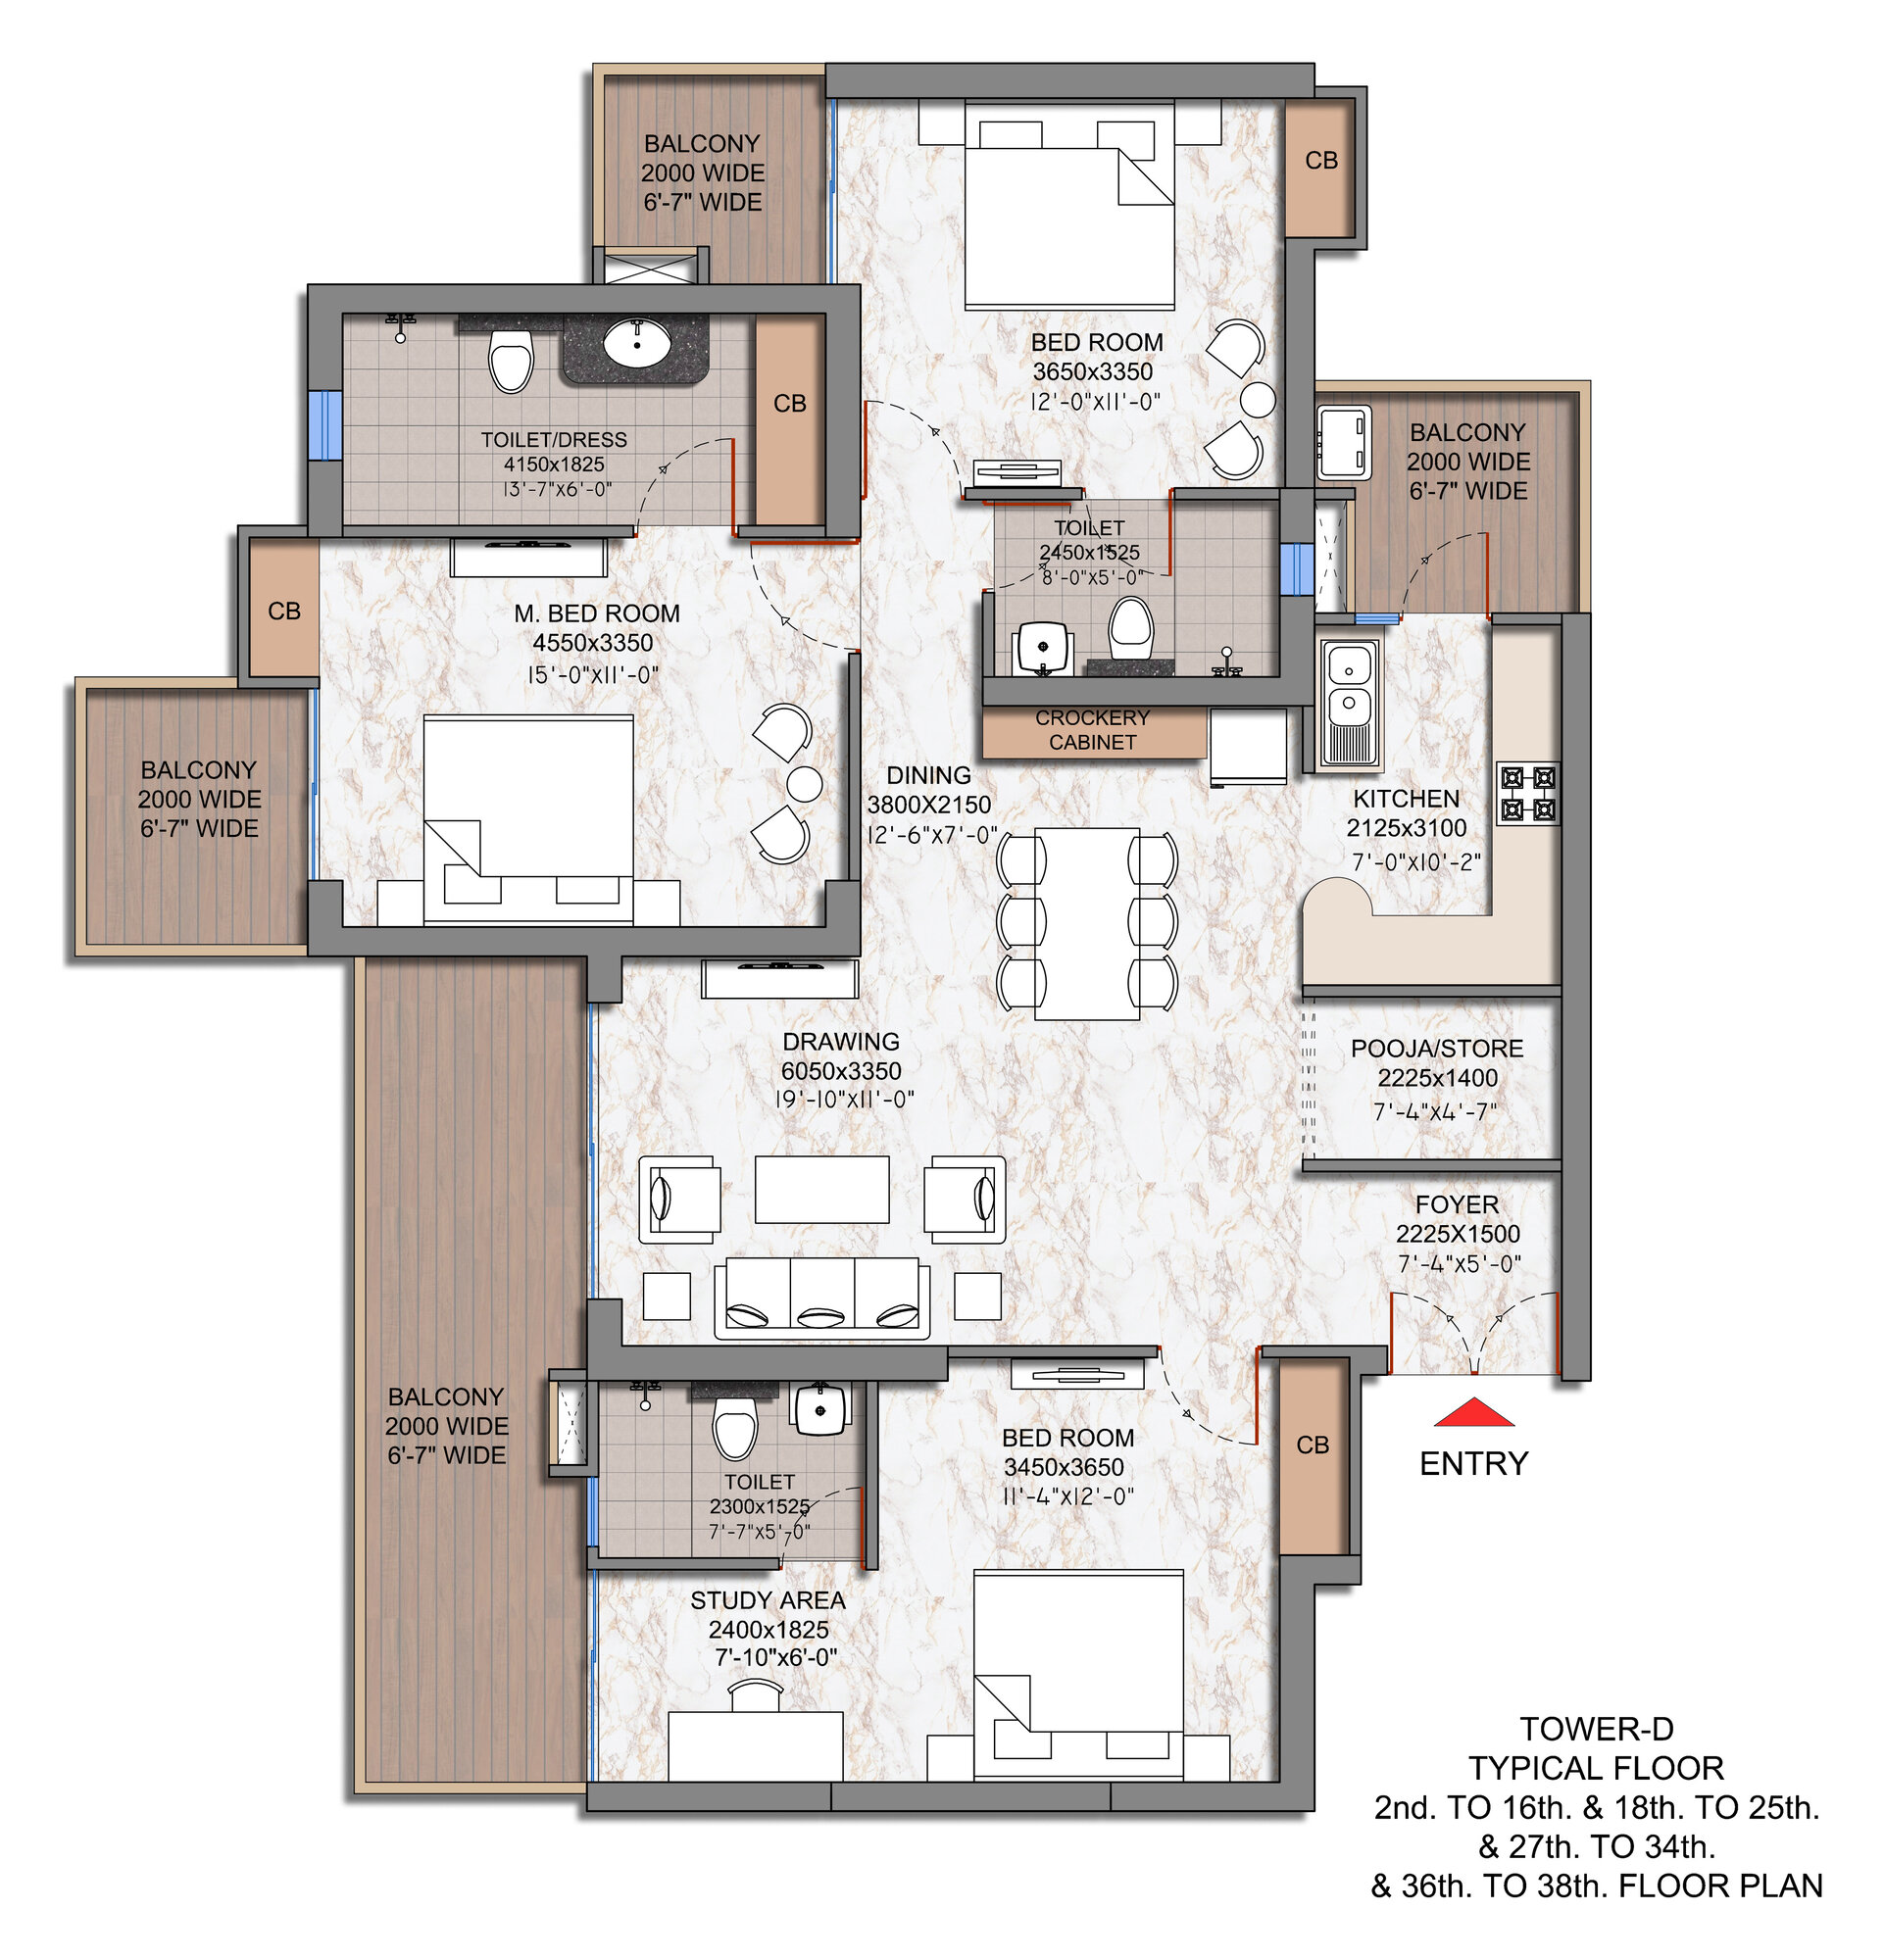 BALCONY
2000 WIDE
6'-7" WIDE
CB
BED ROOM
3650x3350
12'-0"X11'-0"
CB
TOILET/DRESS
4150x1825
13'-7"X6'-0"
BALCONY
2000 WIDE
6'-7" WIDE
TOILET
2450x1525
8'-0"X5'-0"
CB
M. BED ROOM
4550x3350
15'-0"X11'-0"
CROCKERY
CABINET
BALCONY
2000 WIDE
6'-7" WIDE
DINING
3800X2150
12'-6"X7'-0"
KITCHEN
2125x3100
7'-0"X10'-2"
DRAWING
6050x3350
19'-10"X11'-0"
POOJA/STORE
2225x1400
7'-4"X4'-7"
FOYER
2225X1500
7'-4"X5'-0"
BALCONY
2000 WIDE
6'-7" WIDE
BED ROOM
3450x3650
11'-4"X12'-0"
CB
ENTRY
TOILET
2300x1525
7'-7"X5'-0"
STUDY AREA
2400x1825
7'-10"x6'-0"
TOWER-D
TYPICAL FLOOR
2nd. TO 16th. & 18th. TO 25th.
& 27th. TO 34th.
& 36th. TO 38th. FLOOR PLAN